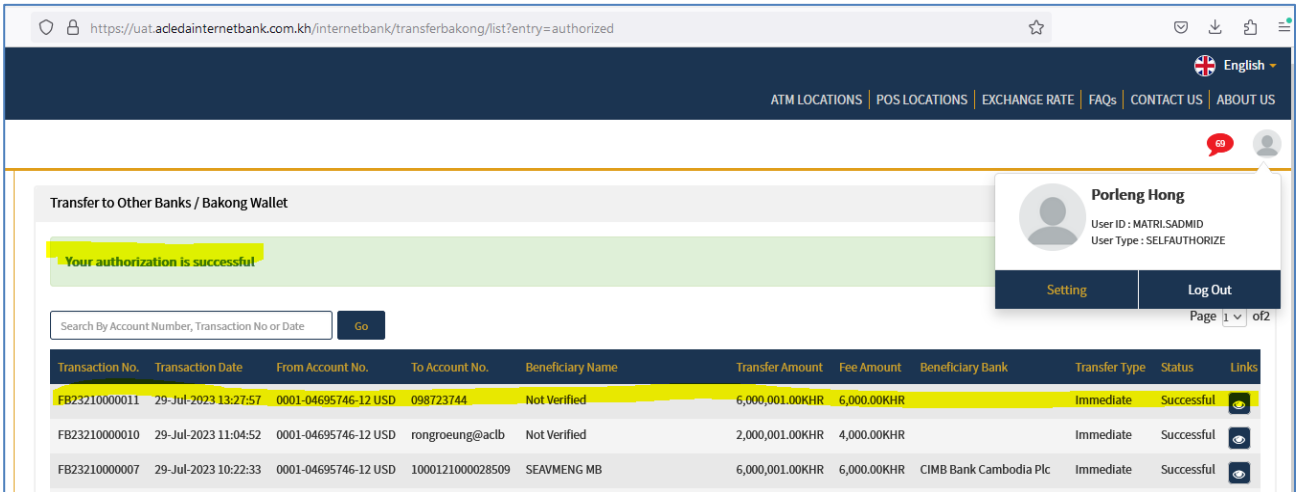 https://uat.acledainternetbank.com.kh/internetbank/transferbakong/list?entry=authorized
English
ATM LOCATIONS | POS LOCATIONS | EXCHANGE RATE | FAQs | CONTACT US | ABOUT US
69
Porleng Hong
User ID : MATRI.SADMID
User Type : SELFAUTHORIZE
Setting Log Out
Transfer to Other Banks / Bakong Wallet
Your authorization is successful
Search By Account Number, Transaction No or Date Go Page 1 of2
Transaction No. Transaction Date From Account No. To Account No. Beneficiary Name Transfer Amount Fee Amount Beneficiary Bank Transfer Type Status Links
FB23210000011 29-Jul-2023 13:27:57 0001-04695746-12 USD 098723744 Not Verified 6,000,001.00KHR 6,000.00KHR Immediate Successful
FB23210000010 29-Jul-2023 11:04:52 0001-04695746-12 USD rongroeung@aclb Not Verified 2,000,001.00KHR 4,000.00KHR Immediate Successful
FB23210000007 29-Jul-2023 10:22:33 0001-04695746-12 USD 1000121000028509 SEAVMENG MB 6,000,001.00KHR 6,000.00KHR CIMB Bank Cambodia Plc Immediate Successful